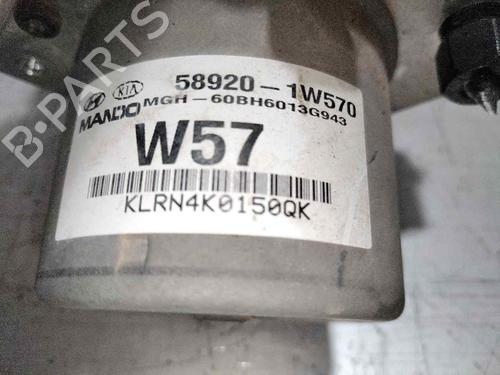 58920-1W570
KIA
MANDO
MGH-60BH6013G943
W57
KLRN4K0150QK
B-PARTS